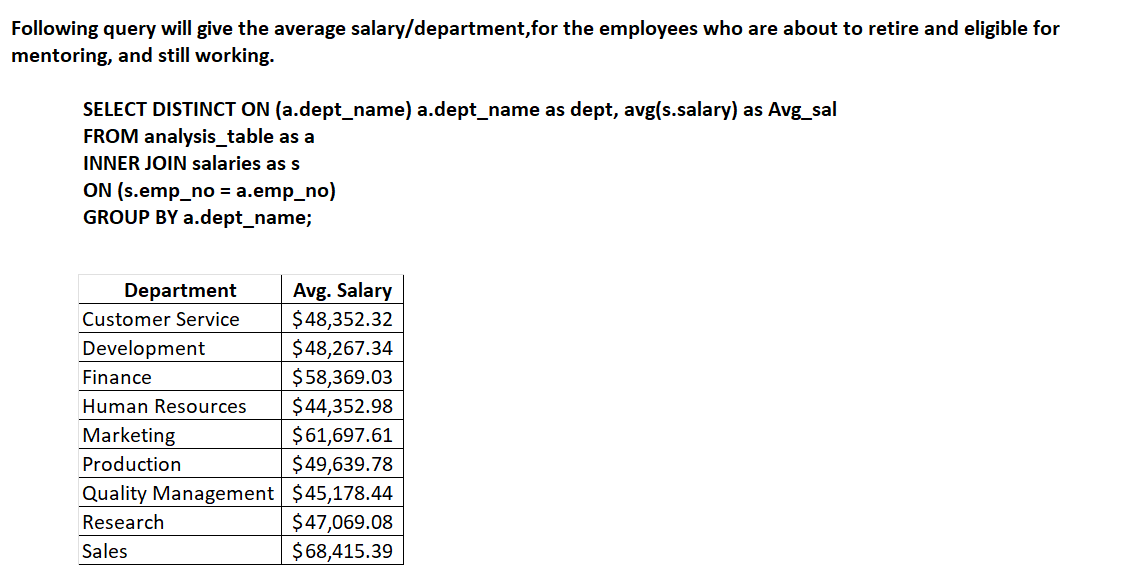 Following query will give the average salary/department,for the employees who are about to retire and eligible for
mentoring, and still working.
SELECT DISTINCT ON (a.dept_name) a.dept_name as dept, avg(s.salary) as Avg_sal
FROM analysis_table as a
INNER JOIN salaries as s
ON (s.emp_no = a.emp_no)
GROUP BY a.dept_name;
Department Avg. Salary
Customer Service $48,352.32
Development $48,267.34
Finance $58,369.03
Human Resources $44,352.98
Marketing $61,697.61
Production $49,639.78
Quality Management $45,178.44
Research $47,069.08
Sales $68,415.39